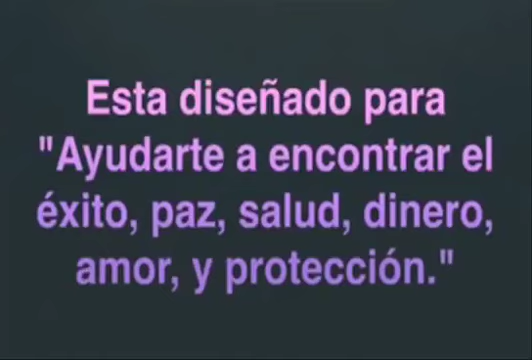 Esta diseñado para
"Ayudarte a encontrar el
éxito, paz, salud, dinero,
amor, y protección."